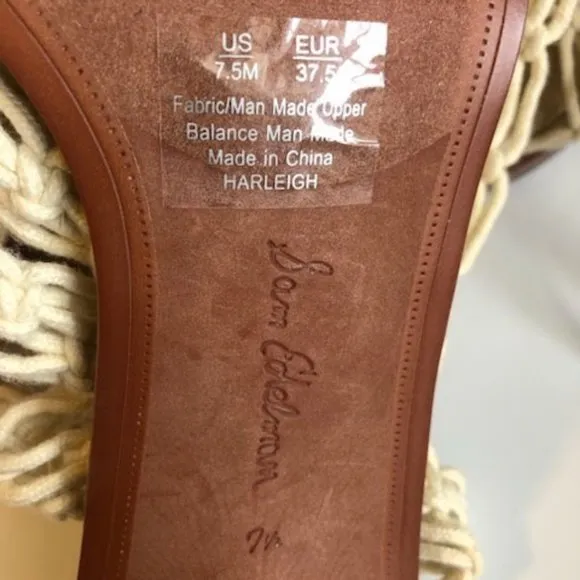 US EUR
7.5M 37.5
Fabric/Man Made Upper
Balance Man Made
Made in China
HARLEIGH
Sam Edelman
7½